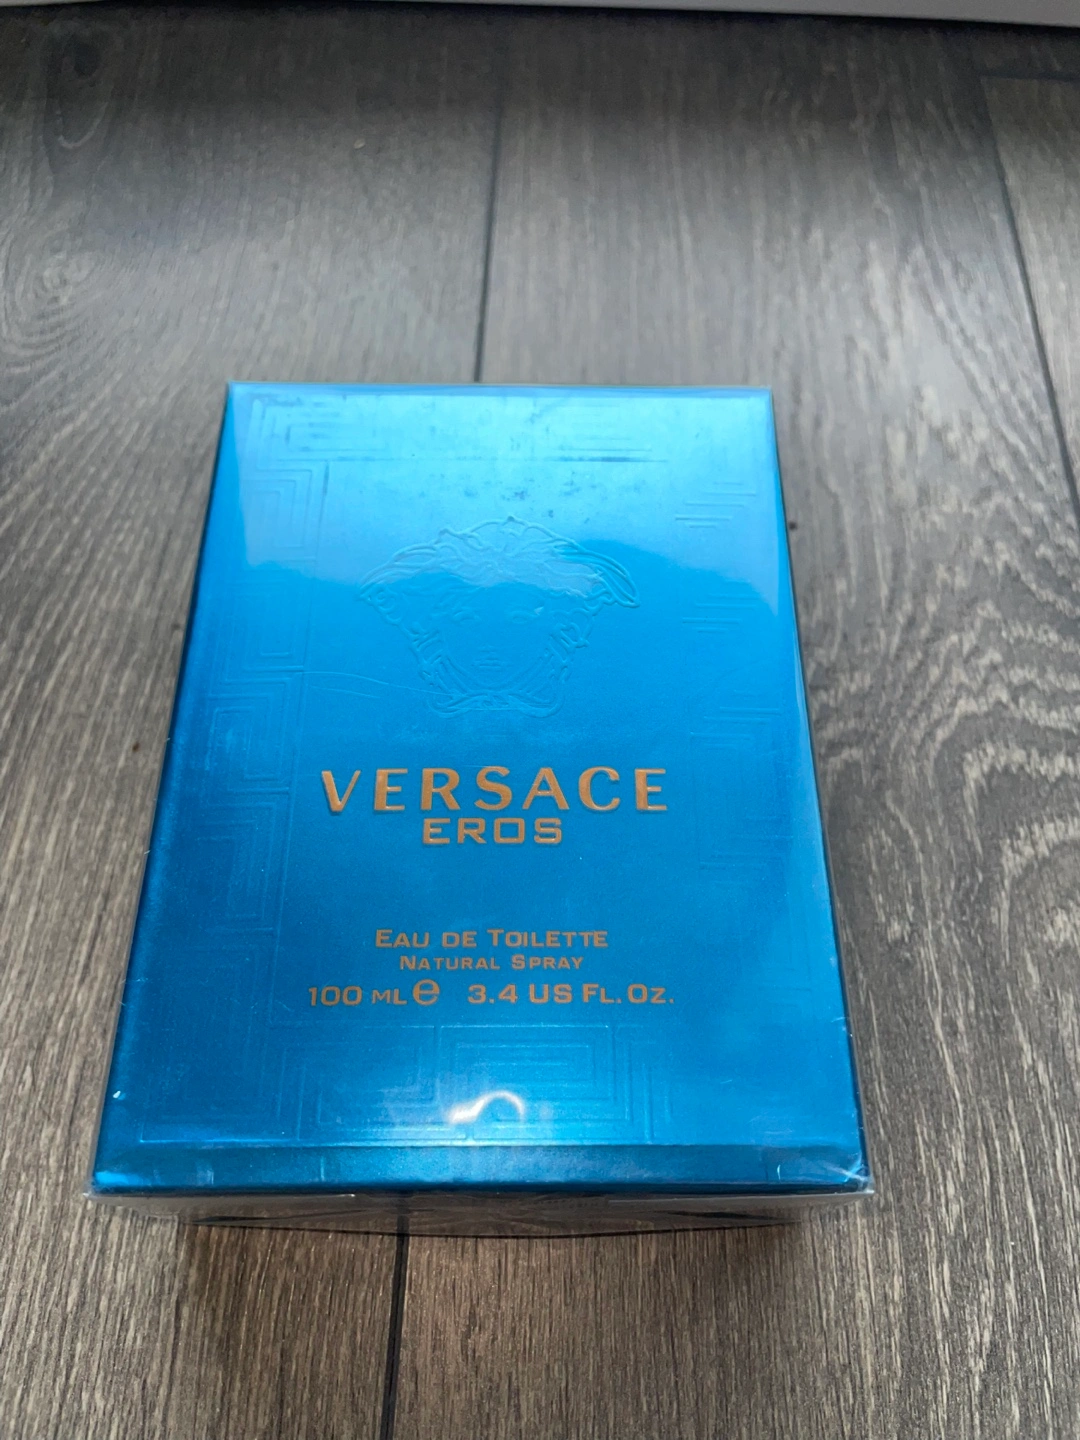 VERSACE
EROS
EAU DE TOILETTE
NATURAL SPRAY
100 ML ℮ 3.4 US FL. OZ.